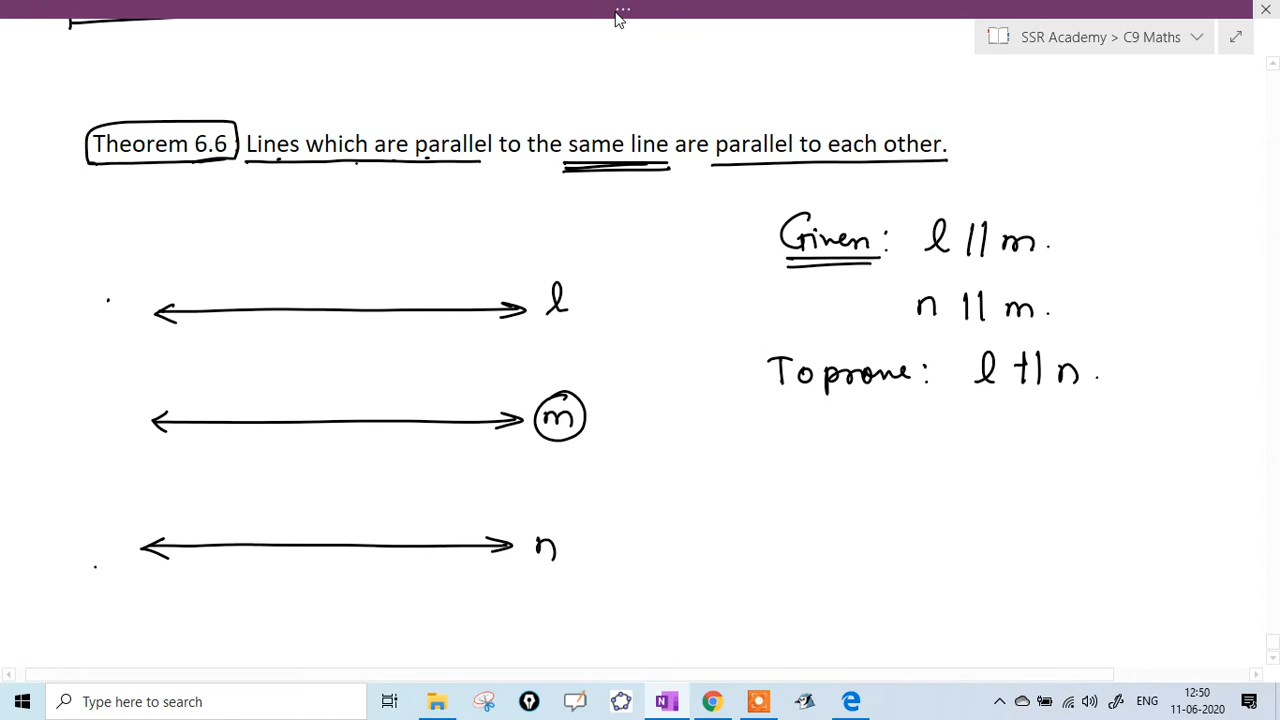 SSR Academy > C9 Maths
Theorem 6.6 Lines which are parallel to the same line are parallel to each other.
Given: l || m.
n || m.
To prove: l || n.
l
m
n
Type here to search
ENG
12:50
11-06-2020